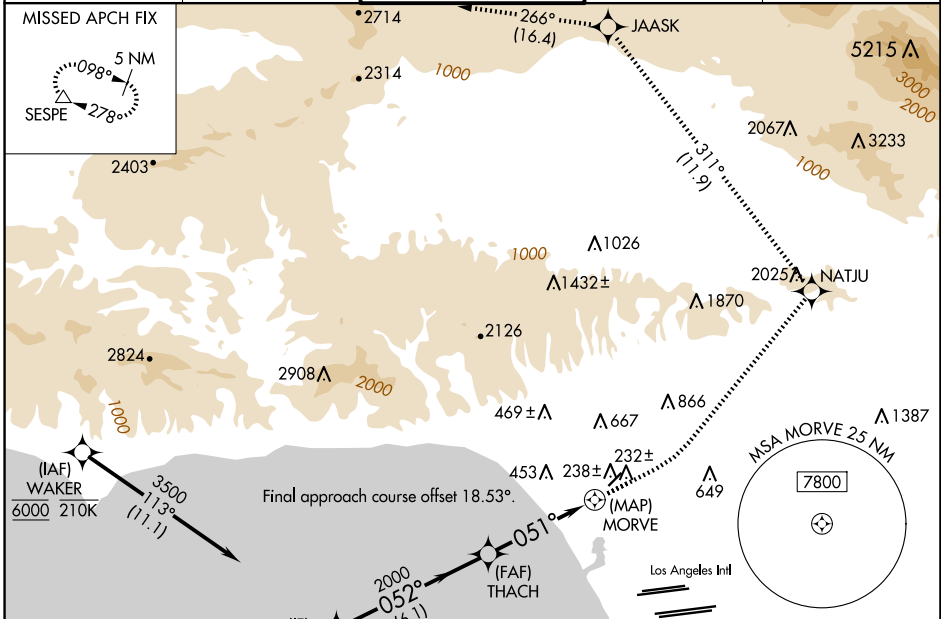 MISSED APCH FIX
5 NM
098°
278°
SESPE
2714
2314
2403
1000
266°
(16.4)
JAASK
5215
3000
2000
2067
3233
1000
311°
(11.9)
1026
1000
1432±
2025
NATJU
1870
2126
2824
2908
2000
1000
469±
667
866
1387
453
238±
232±
649
(IAF)
WAKER
6000 210K
3500
113°
(11.1)
Final approach course offset 18.53°.
(MAP)
MORVE
051°
(FAF)
THACH
2000
052°
MSA MORVE 25 NM
7800
Los Angeles Intl